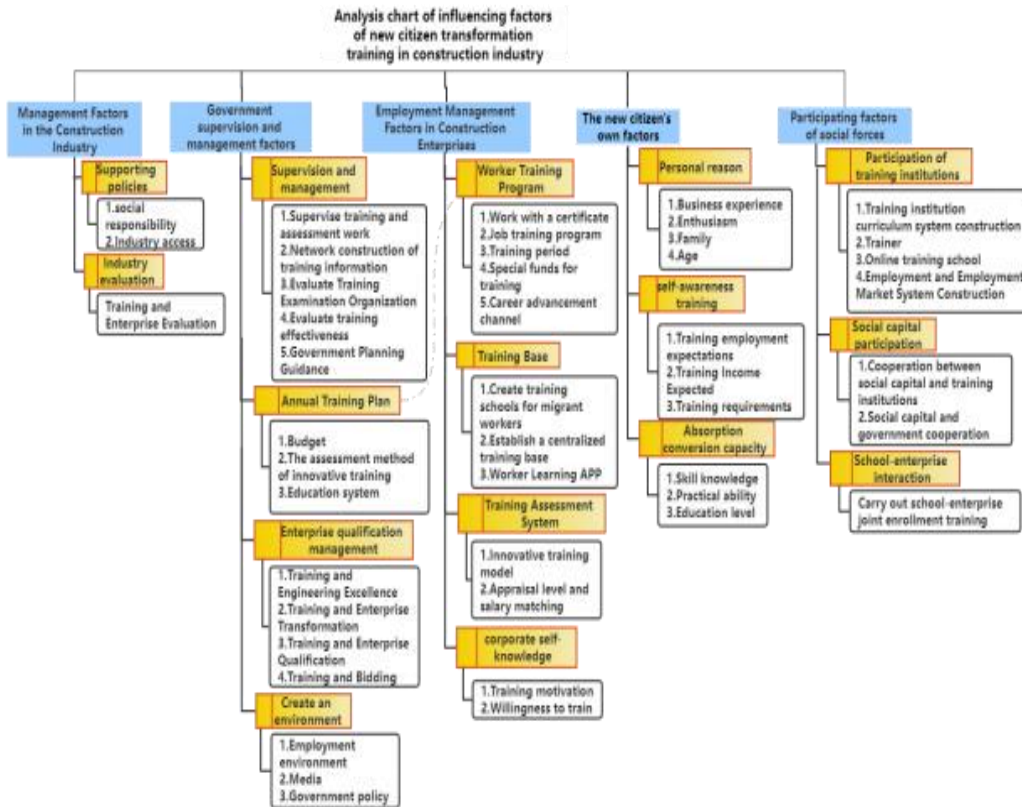 Analysis chart of influencing factors
of new citizen transformation
training in construction industry
Management Factors
in the Construction
Industry
Supporting
policies
1.social
responsibility
2.Industry access
Industry
evaluation
Training and
Enterprise Evaluation
Government
supervision and
management factors
Supervision and
management
1.Supervise training and
assessment work
2.Network construction of
training information
3.Evaluate Training
Examination Organization
4.Evaluate training
effectiveness
5.Government Planning
Guidance
Annual Training Plan
1.Budget
2.The assessment method
of innovative training
3.Education system
Enterprise qualification
management
1.Training and
Engineering Excellence
2.Training and Enterprise
Transformation
3.Training and Enterprise
Qualification
4.Training and Bidding
Create an
environment
1.Employment
environment
2.Media
3.Government policy
Employment Management
Factors in Construction
Enterprises
Worker Training
Program
1.Work with a certificate
2.Job training program
3.Training period
4.Special funds for
training
5.Career advancement
channel
Training Base
1.Create training
schools for migrant
workers
2.Establish a centralized
training base
3.Worker Learning APP
Training Assessment
System
1.Innovative training
model
2.Appraisal level and
salary matching
corporate self-
knowledge
1.Training motivation
2.Willingness to train
The new citizen's
own factors
Personal reason
1.Business experience
2.Enthusiasm
3.Family
4.Age
self-awareness
training
1.Training employment
expectations
2.Training Income
Expected
3.Training requirements
Absorption
conversion capacity
1.Skill knowledge
2.Practical ability
3.Education level
Participating factors
of social forces
Participation of
training institutions
1.Training institution
curriculum system construction
2.Trainer
3.Online training school
4.Employment and Employment
Market System Construction
Social capital
participation
1.Cooperation between
social capital and training
institutions
2.Social capital and
government cooperation
School-enterprise
interaction
Carry out school-enterprise
joint enrollment training